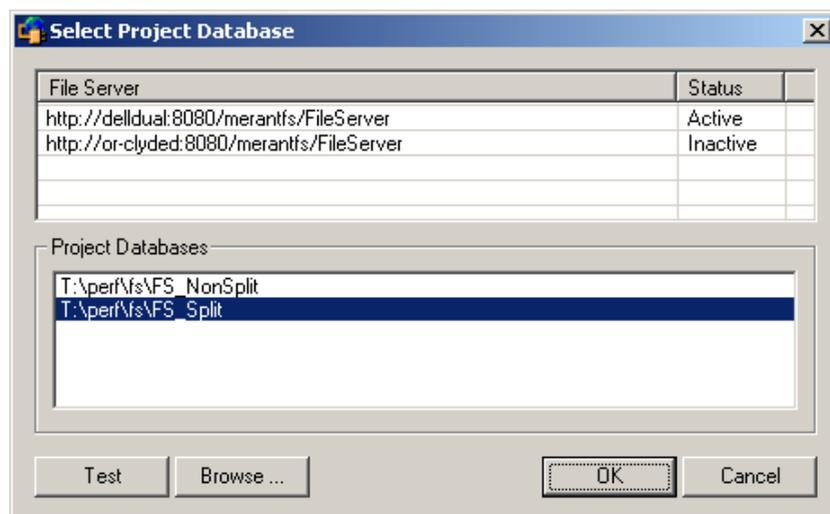 Select Project Database
File Server Status
http://delldual:8080/merantfs/FileServer Active
http://or-clyded:8080/merantfs/FileServer Inactive
Project Databases
T:\perf\fs\FS_NonSplit
T:\perf\fs\FS_Split
Test Browse ... OK Cancel